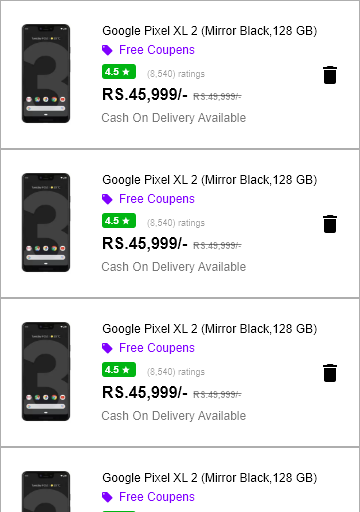 Google Pixel XL 2 (Mirror Black,128 GB)
Free Coupons
4.5 ★ (8,540) ratings
RS.45,999/- RS.49,999/-
Cash On Delivery Available
Google Pixel XL 2 (Mirror Black,128 GB)
Free Coupons
4.5 ★ (8,540) ratings
RS.45,999/- RS.49,999/-
Cash On Delivery Available
Google Pixel XL 2 (Mirror Black,128 GB)
Free Coupons
4.5 ★ (8,540) ratings
RS.45,999/- RS.49,999/-
Cash On Delivery Available
Google Pixel XL 2 (Mirror Black,128 GB)
Free Coupons